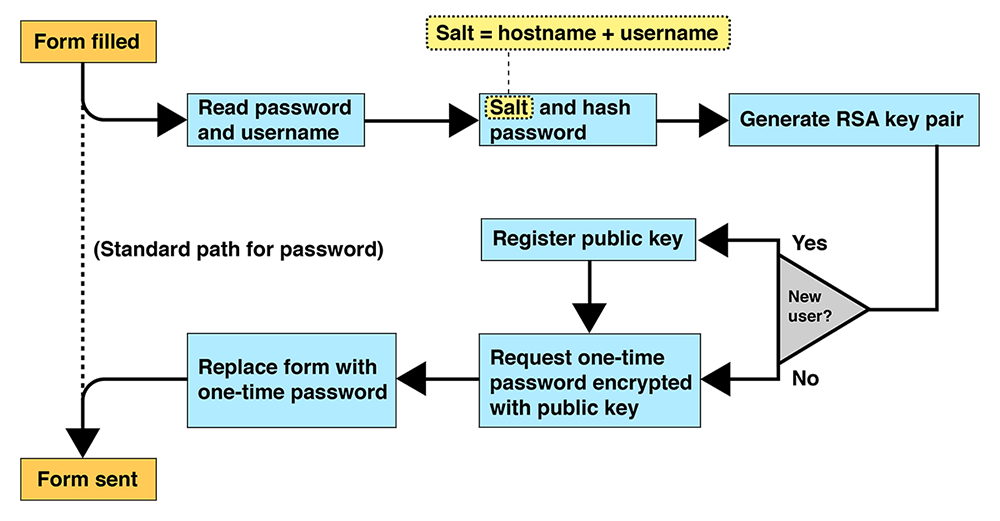 Form filled
Salt = hostname + username
Read password
and username
Salt and hash
password
Generate RSA key pair
(Standard path for password)
Register public key
Yes
New
user?
No
Replace form with
one-time password
Request one-time
password encrypted
with public key
Form sent